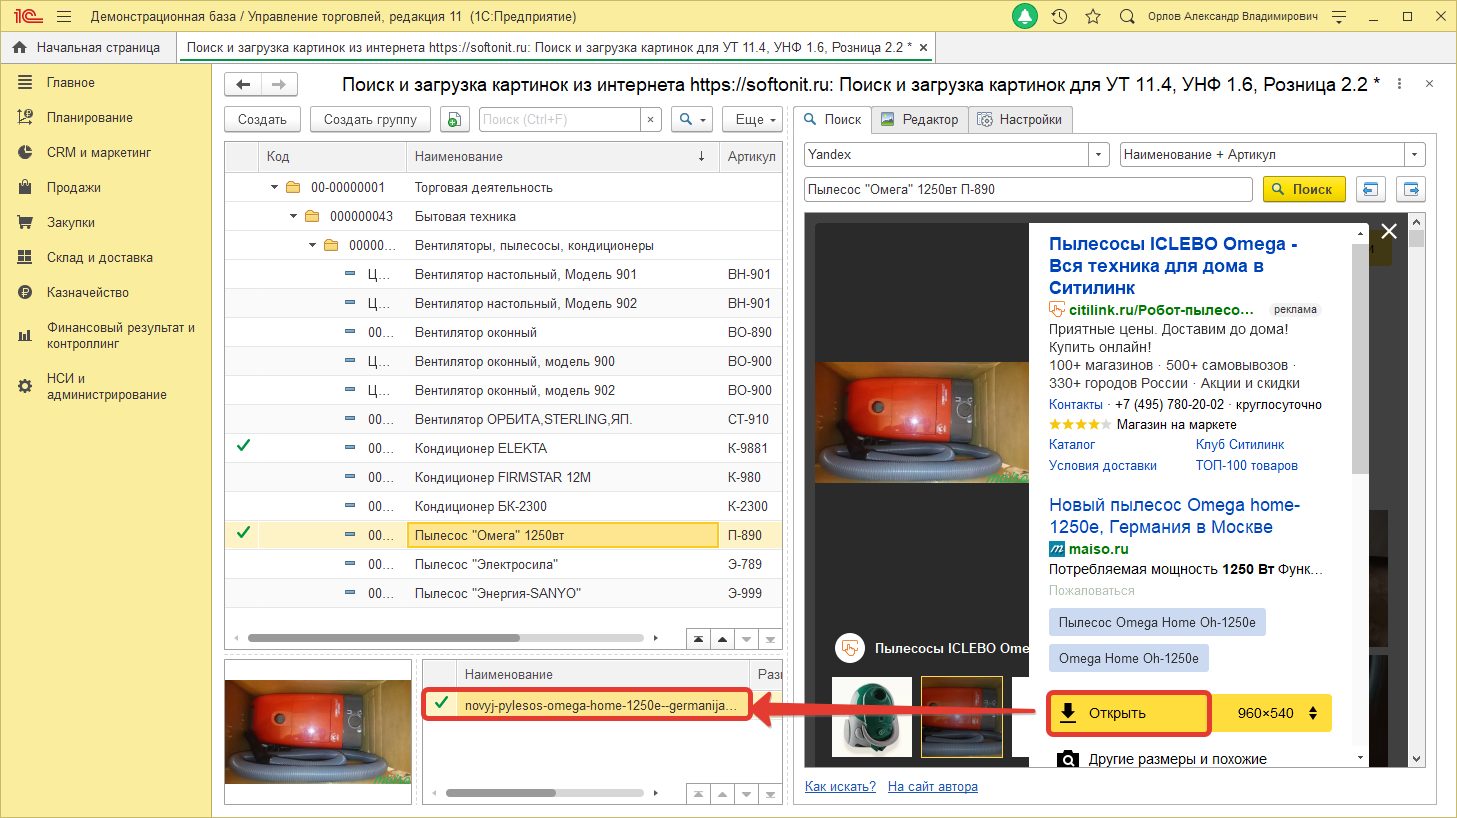 1C Демонстрационная база / Управление торговлей, редакция 11 (1С:Предприятие)
Орлов Александр Владимирович
Начальная страница
Поиск и загрузка картинок из интернета https://softonit.ru: Поиск и загрузка картинок для УТ 11.4, УНФ 1.6, Розница 2.2 * ×
Главное
Планирование
CRM и маркетинг
Продажи
Закупки
Склад и доставка
Казначейство
Финансовый результат и
контроллинг
НСИ и
администрирование
Поиск и загрузка картинок из интернета https://softonit.ru: Поиск и загрузка картинок для УТ 11.4, УНФ 1.6, Розница 2.2 *
Создать
Создать группу
Поиск (Ctrl+F)
×
Еще
Код Наименование ↓ Артикул
00-00000001 Торговая деятельность
000000043 Бытовая техника
00000... Вентиляторы, пылесосы, кондиционеры
Ц... Вентилятор настольный, Модель 901 ВН-901
Ц... Вентилятор настольный, Модель 902 ВН-901
00... Вентилятор оконный ВО-890
Ц... Вентилятор оконный, модель 900 ВО-900
Ц... Вентилятор оконный, модель 902 ВО-900
00... Вентилятор ОРБИТА,STERLING,ЯП. СТ-910
00... Кондиционер ELEKTA К-9881
00... Кондиционер FIRMSTAR 12М К-980
00... Кондиционер БК-2300 К-2300
00... Пылесос "Омега" 1250вт П-890
00... Пылесос "Электросила" Э-789
00... Пылесос "Энергия-SANYO" Э-999
Наименование Разі
novyj-pylesos-omega-home-1250e--germanija...
Поиск
Редактор
Настройки
Yandex
Наименование + Артикул
Пылесос "Омега" 1250вт П-890
Поиск
Пылесосы ICLEBO Omega -
Вся техника для дома в
Ситилинк
citilink.ru/Робот-пылесо... реклама
Приятные цены. Доставим до дома!
Купить онлайн!
100+ магазинов · 500+ самовывозов ·
330+ городов России · Акции и скидки
Контакты · +7 (495) 780-20-02 · круглосуточно
Магазин на маркете
Каталог Клуб Ситилинк
Условия доставки ТОП-100 товаров
Новый пылесос Omega home-
1250e, Германия в Москве
m maiso.ru
Потребляемая мощность 1250 Вт Функ...
Пожаловаться
Пылесос Omega Home Oh-1250e
Omega Home Oh-1250e
Пылесосы ICLEBO Ome
Открыть
960×540
Другие размеры и похожие
Как искать?
На сайт автора